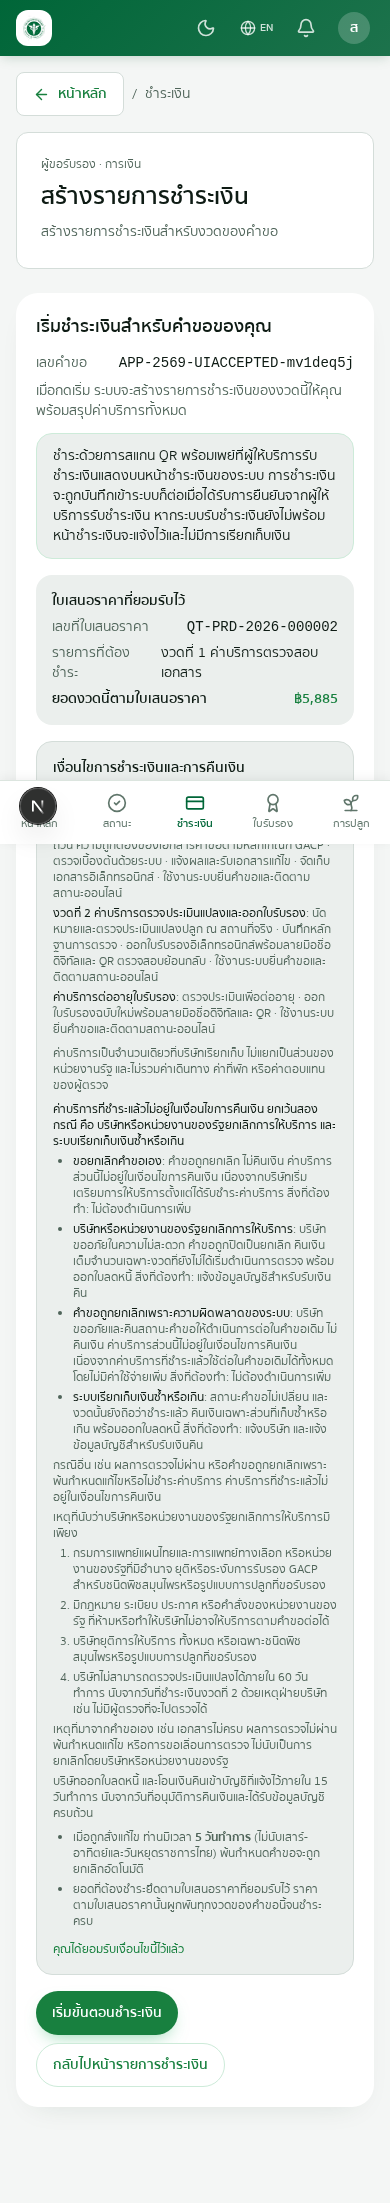 EN
ส
หน้าหลัก / ชำระเงิน
ผู้ขอรับรอง · การเงิน
สร้างรายการชำระเงิน
สร้างรายการชำระเงินสำหรับงวดของคำขอ
เริ่มชำระเงินสำหรับคำขอของคุณ
เลขคำขอ APP-2569-UIACCEPTED-mv1deq5j
เมื่อกดเริ่ม ระบบจะสร้างรายการชำระเงินของงวดนี้ให้คุณ
พร้อมสรุปค่าบริการทั้งหมด
ชำระด้วยการสแกน QR พร้อมเพย์ที่ผู้ให้บริการรับ
ชำระเงินแสดงบนหน้าชำระเงินของระบบ การชำระเงิน
จะถูกบันทึกเข้าระบบก็ต่อเมื่อได้รับการยืนยันจากผู้ให้
บริการรับชำระเงิน หากระบบรับชำระเงินยังไม่พร้อม
หน้าชำระเงินจะแจ้งไว้และไม่มีการเรียกเก็บเงิน
ใบเสนอราคาที่ยอมรับไว้
เลขที่ใบเสนอราคา QT-PRD-2026-000002
รายการที่ต้อง งวดที่ 1 ค่าบริการตรวจสอบ
ชำระ เอกสาร
ยอดงวดนี้ตามใบเสนอราคา ฿5,885
เงื่อนไขการชำระเงินและการคืนเงิน
N
สถานะ
ชำระเงิน
ใบรับรอง
การปลูก
ตรวจเบื้องต้นด้วยระบบ · แจ้งผลและรับเอกสารแก้ไข · จัดเก็บ
เอกสารอิเล็กทรอนิกส์ · ใช้งานระบบยื่นคำขอและติดตาม
สถานะออนไลน์
งวดที่ 2 ค่าบริการตรวจประเมินแปลงและออกใบรับรอง: นัด
หมายและตรวจประเมินแปลงปลูก ณ สถานที่จริง · บันทึกหลัก
ฐานการตรวจ · ออกใบรับรองอิเล็กทรอนิกส์พร้อมลายมือชื่อ
ดิจิทัลและ QR ตรวจสอบย้อนกลับ · ใช้งานระบบยื่นคำขอและ
ติดตามสถานะออนไลน์
ค่าบริการต่ออายุใบรับรอง: ตรวจประเมินเพื่อต่ออายุ · ออก
ใบรับรองฉบับใหม่พร้อมลายมือชื่อดิจิทัลและ QR · ใช้งานระบบ
ยื่นคำขอและติดตามสถานะออนไลน์
ค่าบริการเป็นจำนวนเดียวที่บริษัทเรียกเก็บ ไม่แยกเป็นส่วนของ
หน่วยงานรัฐ และไม่รวมค่าเดินทาง ค่าที่พัก หรือค่าตอบแทน
ของผู้ตรวจ
ค่าบริการที่ชำระแล้วไม่อยู่ในเงื่อนไขการคืนเงิน ยกเว้นสอง
กรณี คือ บริษัทหรือหน่วยงานของรัฐยกเลิกการให้บริการ และ
ระบบเรียกเก็บเงินซ้ำหรือเกิน
• ขอยกเลิกคำขอเอง: คำขอถูกยกเลิก ไม่คืนเงิน ค่าบริการ
ส่วนนี้ไม่อยู่ในเงื่อนไขการคืนเงิน เนื่องจากบริษัทเริ่ม
เตรียมการให้บริการตั้งแต่ได้รับชำระค่าบริการ สิ่งที่ต้อง
ทำ: ไม่ต้องดำเนินการเพิ่ม
• บริษัทหรือหน่วยงานของรัฐยกเลิกการให้บริการ: บริษัท
ขออภัยในความไม่สะดวก คำขอถูกปิดเป็นยกเลิก คืนเงิน
เต็มจำนวนเฉพาะงวดที่ยังไม่ได้เริ่มดำเนินการตรวจ พร้อม
ออกใบลดหนี้ สิ่งที่ต้องทำ: แจ้งข้อมูลบัญชีสำหรับรับเงิน
คืน
• คำขอถูกยกเลิกเพราะความผิดพลาดของระบบ: บริษัท
ขออภัยและคืนสถานะคำขอให้ดำเนินการต่อในคำขอเดิม ไม่
คืนเงิน ค่าบริการส่วนนี้ไม่อยู่ในเงื่อนไขการคืนเงิน
เนื่องจากค่าบริการที่ชำระแล้วใช้ต่อในคำขอเดิมได้ทั้งหมด
โดยไม่มีค่าใช้จ่ายเพิ่ม สิ่งที่ต้องทำ: ไม่ต้องดำเนินการเพิ่ม
• ระบบเรียกเก็บเงินซ้ำหรือเกิน: สถานะคำขอไม่เปลี่ยน และ
งวดนั้นยังถือว่าชำระแล้ว คืนเงินเฉพาะส่วนที่เก็บซ้ำหรือ
เกิน พร้อมออกใบลดหนี้ สิ่งที่ต้องทำ: แจ้งบริษัท และแจ้ง
ข้อมูลบัญชีสำหรับรับเงินคืน
กรณีอื่น เช่น ผลการตรวจไม่ผ่าน หรือคำขอถูกยกเลิกเพราะ
พ้นกำหนดแก้ไขหรือไม่ชำระค่าบริการ ค่าบริการที่ชำระแล้วไม่
อยู่ในเงื่อนไขการคืนเงิน
เหตุที่นับว่าบริษัทหรือหน่วยงานของรัฐยกเลิกการให้บริการมี
เพียง
1. กรมการแพทย์แผนไทยและการแพทย์ทางเลือก หรือหน่วย
งานของรัฐที่มีอำนาจ ยุติหรือระงับการรับรอง GACP
สำหรับชนิดพืชสมุนไพรหรือรูปแบบการปลูกที่ขอรับรอง
2. มีกฎหมาย ระเบียบ ประกาศ หรือคำสั่งของหน่วยงานของ
รัฐ ที่ห้ามหรือทำให้บริษัทไม่อาจให้บริการตามคำขอต่อได้
3. บริษัทยุติการให้บริการ ทั้งหมด หรือเฉพาะชนิดพืช
สมุนไพรหรือรูปแบบการปลูกที่ขอรับรอง
4. บริษัทไม่สามารถตรวจประเมินแปลงได้ภายใน 60 วัน
ทำการ นับจากวันที่ชำระเงินงวดที่ 2 ด้วยเหตุฝ่ายบริษัท
เช่น ไม่มีผู้ตรวจที่จะไปตรวจได้
เหตุที่มาจากคำขอเอง เช่น เอกสารไม่ครบ ผลการตรวจไม่ผ่าน
พ้นกำหนดแก้ไข หรือการขอเลื่อนการตรวจ ไม่นับเป็นการ
ยกเลิกโดยบริษัทหรือหน่วยงานของรัฐ
บริษัทออกใบลดหนี้ และโอนเงินคืนเข้าบัญชีที่แจ้งไว้ภายใน 15
วันทำการ นับจากวันที่อนุมัติการคืนเงินและได้รับข้อมูลบัญชี
ครบถ้วน
• เมื่อถูกสั่งแก้ไข ท่านมีเวลา 5 วันทำการ (ไม่นับเสาร์-
อาทิตย์และวันหยุดราชการไทย) พ้นกำหนดคำขอจะถูก
ยกเลิกอัตโนมัติ
• ยอดที่ต้องชำระยึดตามใบเสนอราคาที่ยอมรับไว้ ราคา
ตามใบเสนอราคานั้นผูกพันทุกงวดของคำขอนี้จนชำระ
ครบ
คุณได้ยอมรับเงื่อนไขนี้ไว้แล้ว
เริ่มขั้นตอนชำระเงิน
กลับไปหน้ารายการชำระเงิน